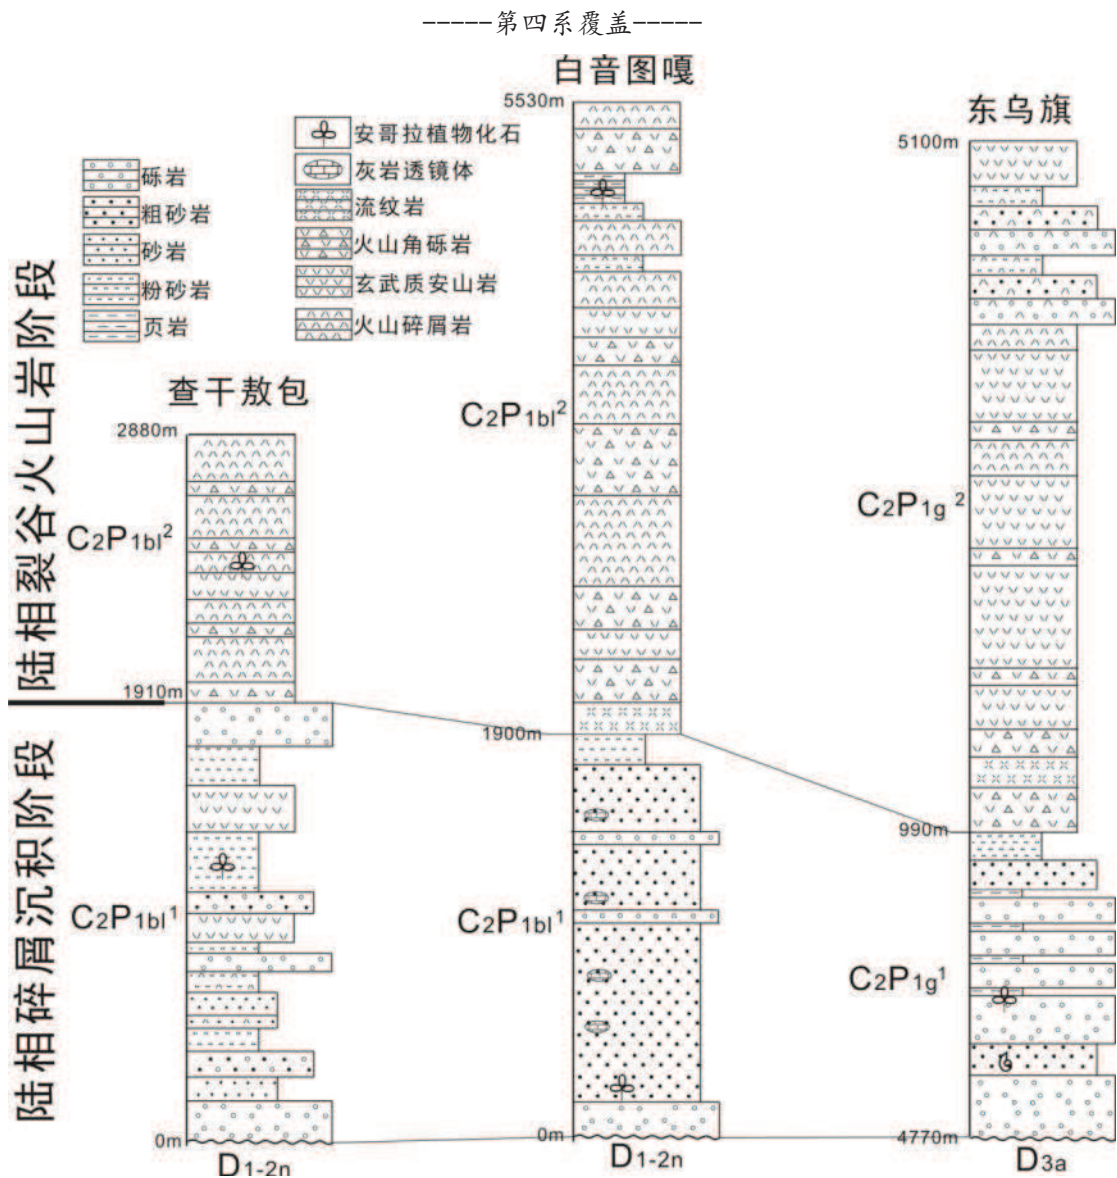 -----第四系覆盖-----
白音图嘎
5530m
东乌旗
5100m
安哥拉植物化石
灰岩透镜体
流纹岩
火山角砾岩
玄武质安山岩
火山碎屑岩
砾岩
粗砂岩
砂岩
粉砂岩
页岩
陆相裂谷火山岩阶段
查干敖包
2880m
C2P1bl2
C2P1bl2
C2P1g 2
1910m
1900m
990m
陆相碎屑沉积阶段
C2P1bl1
C2P1bl1
C2P1g1
0m
0m
4770m
D1-2n
D1-2n
D3a